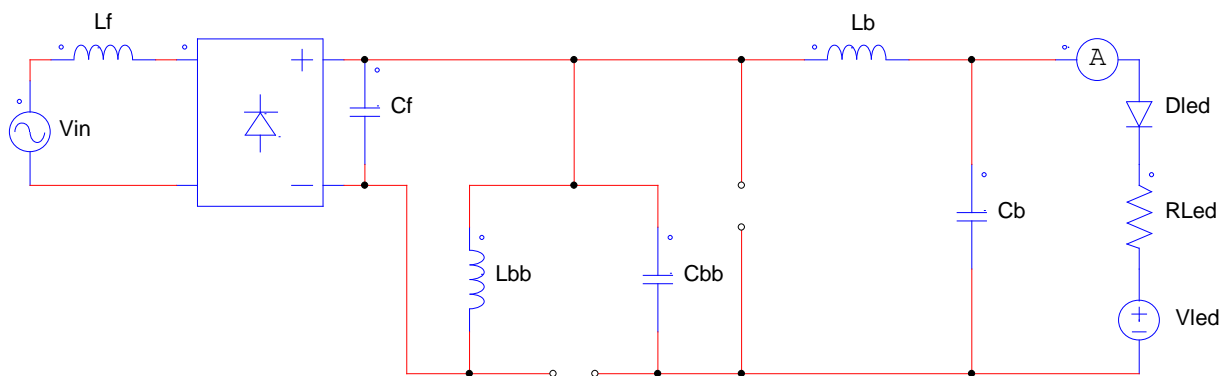 Lf
Lb
A
+
Cf
Dled
Vin
−
Lbb
Cbb
Cb
RLed
+
−
Vled